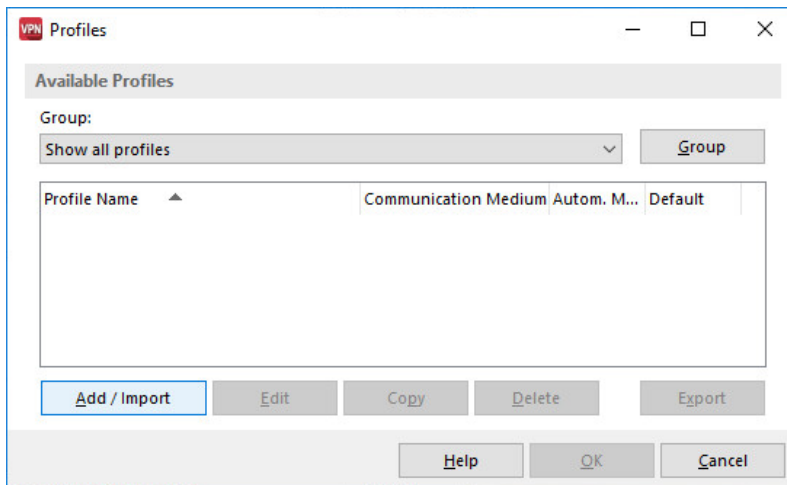 VPN Profiles
Available Profiles
Group:
Show all profiles Group
Profile Name Communication Medium Autom. M... Default
Add / Import Edit Copy Delete Export
Help OK Cancel